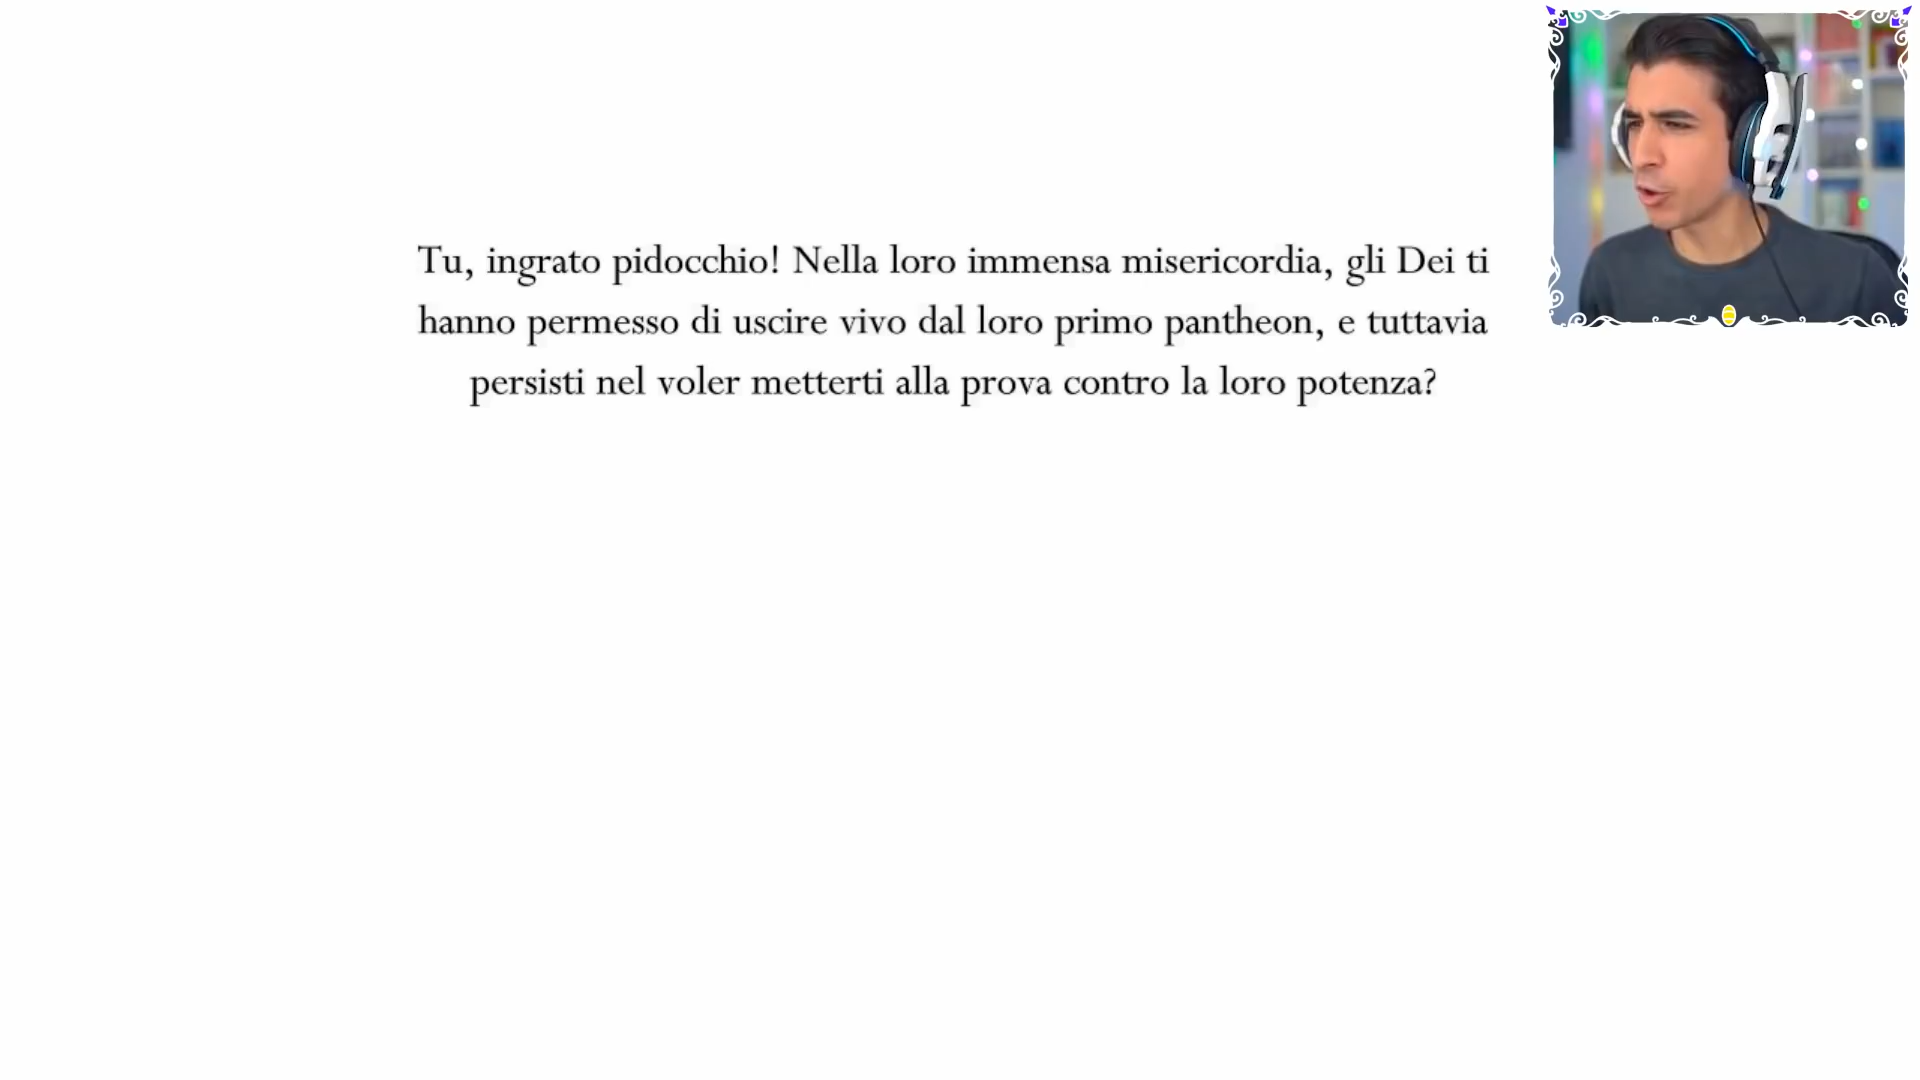 Tu, ingrato pidocchio! Nella loro immensa misericordia, gli Dei ti
hanno permesso di uscire vivo dal loro primo pantheon, e tuttavia
persisti nel voler metterti alla prova contro la loro potenza?